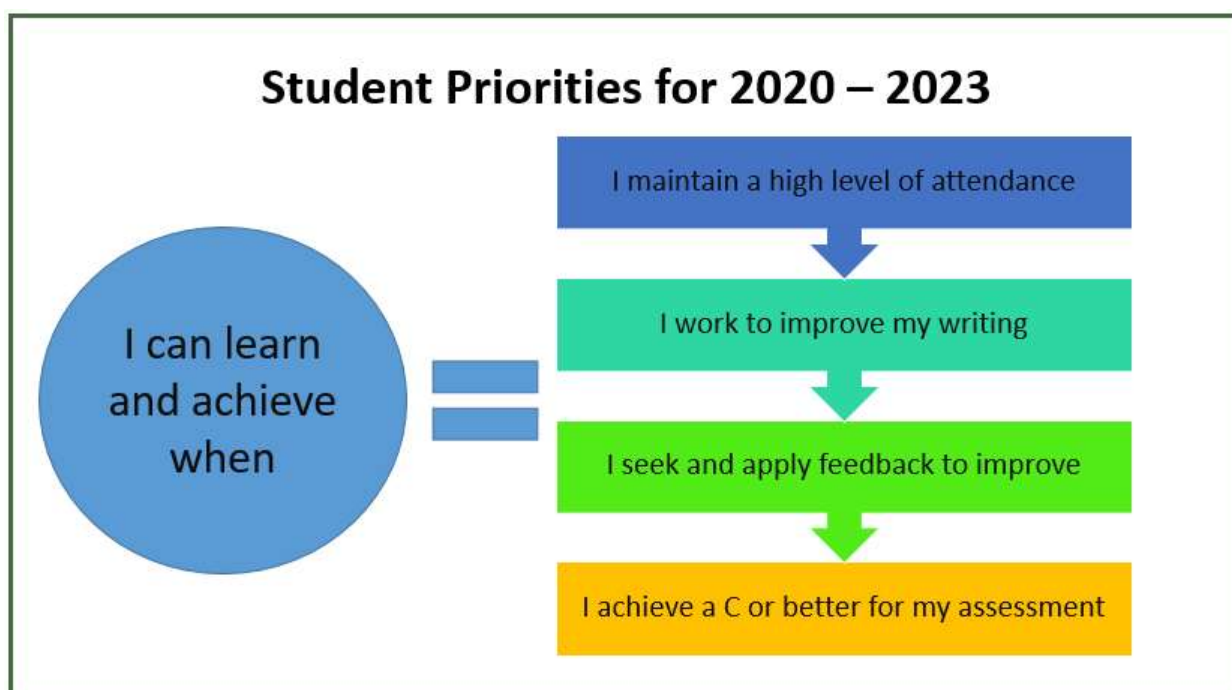 Student Priorities for 2020 – 2023
I can learn
and achieve
when
I maintain a high level of attendance
I work to improve my writing
I seek and apply feedback to improve
I achieve a C or better for my assessment